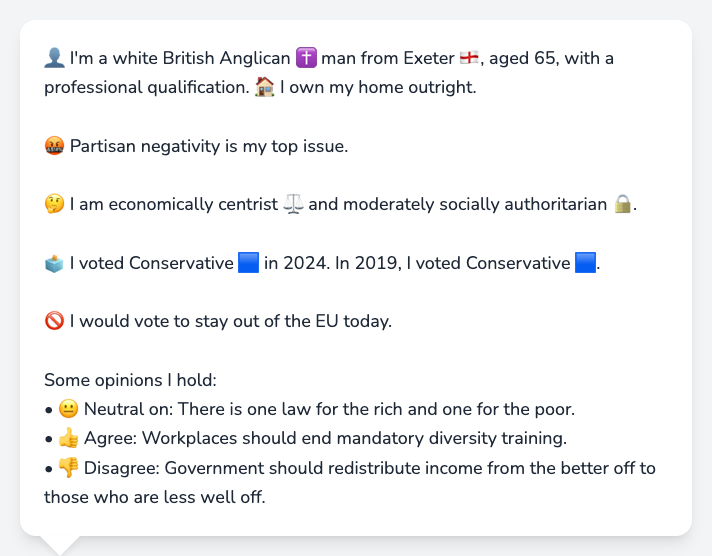 👤 I'm a white British Anglican ✝️ man from Exeter 🏴󠁧󠁢󠁥󠁮󠁧󠁿, aged 65, with a
professional qualification. 🏠 I own my home outright.
🤬 Partisan negativity is my top issue.
🤔 I am economically centrist ⚖️ and moderately socially authoritarian 🔒.
🗳️ I voted Conservative 🟦 in 2024. In 2019, I voted Conservative 🟦.
🚫 I would vote to stay out of the EU today.
Some opinions I hold:
• 😐 Neutral on: There is one law for the rich and one for the poor.
• 👍 Agree: Workplaces should end mandatory diversity training.
• 👎 Disagree: Government should redistribute income from the better off to
those who are less well off.